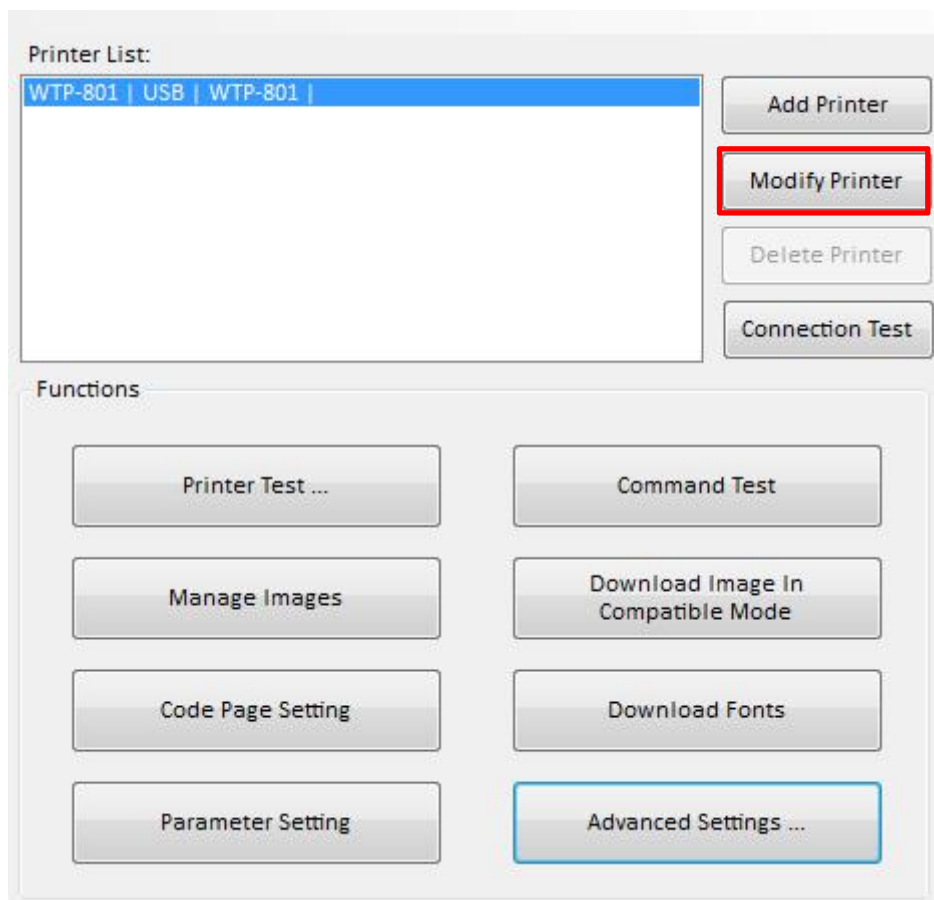 Printer List:
WTP-801 | USB | WTP-801 |
Add Printer
Modify Printer
Delete Printer
Connection Test
Functions
Printer Test ...
Command Test
Manage Images
Download Image In
Compatible Mode
Code Page Setting
Download Fonts
Parameter Setting
Advanced Settings ...